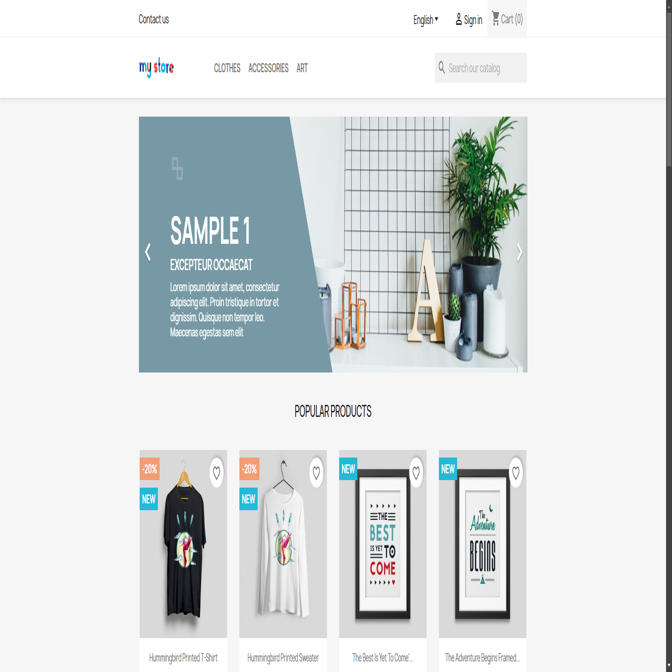 Contact us
English
Sign in
Cart (0)
my store
CLOTHES
ACCESSORIES
ART
Search our catalog
SAMPLE 1
EXCEPTEUR OCCAECAT
Lorem ipsum dolor sit amet, consectetur
adipiscing elit. Proin tristique in tortor et
dignissim. Quisque non tempor leo.
Maecenas egestas sem elit
A
POPULAR PRODUCTS
-20%
NEW
-20%
NEW
NEW
THE
BEST
IS YET TO
COME
NEW
The
Adventure
BEGINS
Hummingbird Printed T-Shirt
Hummingbird Printed Sweater
The Best Is Yet To Come'...
The Adventure Begins Framed...